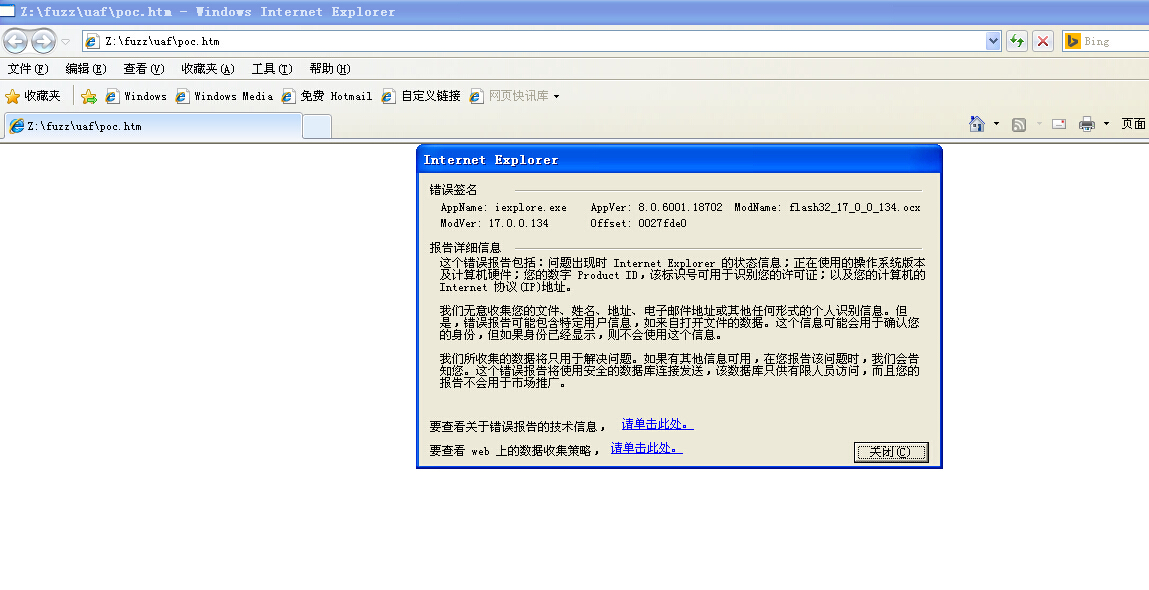 Z:\fuzz\uaf\poc.htm - Windows Internet Explorer
Z:\fuzz\uaf\poc.htm
Bing
文件(F) 编辑(E) 查看(V) 收藏夹(A) 工具(T) 帮助(H)
收藏夹 Windows Windows Media 免费 Hotmail 自定义链接 网页快讯库
Z:\fuzz\uaf\poc.htm
页面
Internet Explorer
错误签名
AppName: iexplore.exe AppVer: 8.0.6001.18702 ModName: flash32_17_0_0_134.ocx
ModVer: 17.0.0.134 Offset: 0027fde0
报告详细信息
这个错误报告包括：问题出现时 Internet Explorer 的状态信息；正在使用的操作系统版本
及计算机硬件；您的数字 Product ID，该标识号可用于识别您的许可证；以及您的计算机的
Internet 协议(IP)地址。
我们无意收集您的文件、姓名、地址、电子邮件地址或其他任何形式的个人识别信息。但
是，错误报告可能包含特定用户信息，如来自打开文件的数据。这个信息可能会用于确认您
的身份，但如果身份已经显示，则不会使用这个信息。
我们所收集的数据将只用于解决问题。如果有其他信息可用，在您报告该问题时，我们会告
知您。这个错误报告将使用安全的数据库连接发送，该数据库只供有限人员访问，而且您的
报告不会用于市场推广。
要查看关于错误报告的技术信息， 请单击此处。
要查看 web 上的数据收集策略， 请单击此处。
关闭(C)